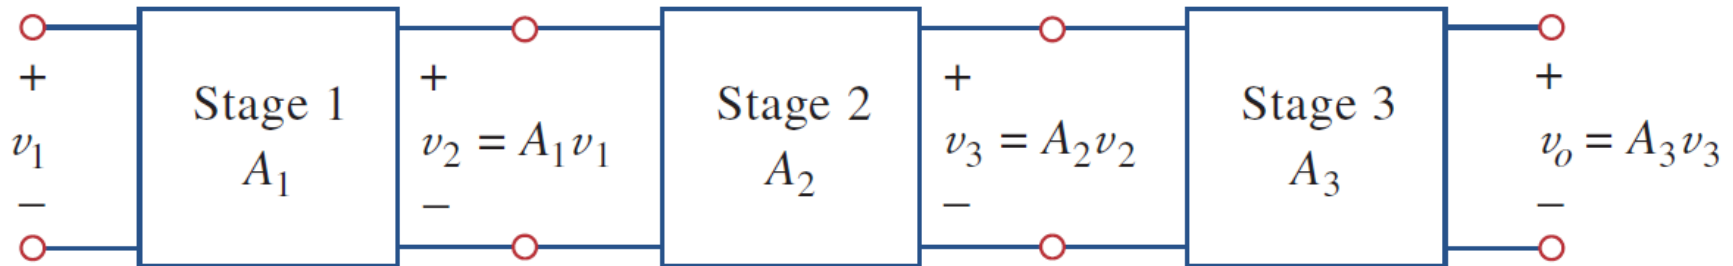 +
v₁
−
Stage 1
A₁
+
v₂ = A₁v₁
−
Stage 2
A₂
+
v₃ = A₂v₂
−
Stage 3
A₃
+
vₒ = A₃v₃
−